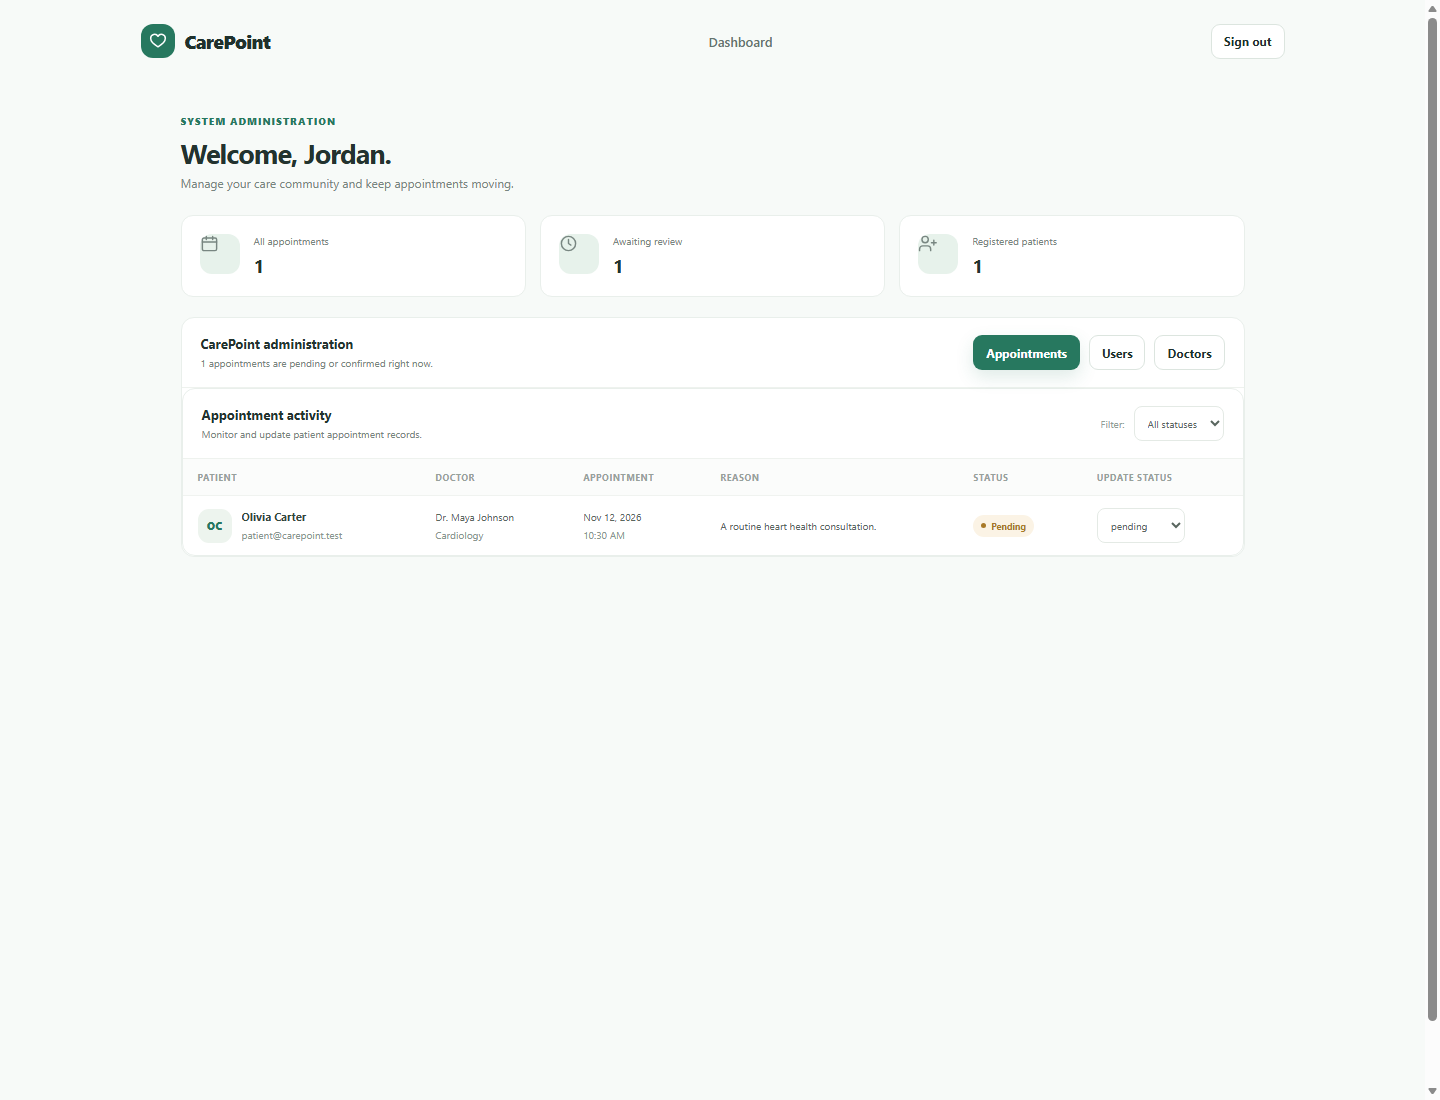 CarePoint
Dashboard
Sign out
SYSTEM ADMINISTRATION
Welcome, Jordan.
Manage your care community and keep appointments moving.
All appointments
1
Awaiting review
1
Registered patients
1
CarePoint administration
1 appointments are pending or confirmed right now.
Appointments
Users
Doctors
Appointment activity
Monitor and update patient appointment records.
Filter:
All statuses
PATIENT
DOCTOR
APPOINTMENT
REASON
STATUS
UPDATE STATUS
OC
Olivia Carter
patient@carepoint.test
Dr. Maya Johnson
Cardiology
Nov 12, 2026
10:30 AM
A routine heart health consultation.
Pending
pending